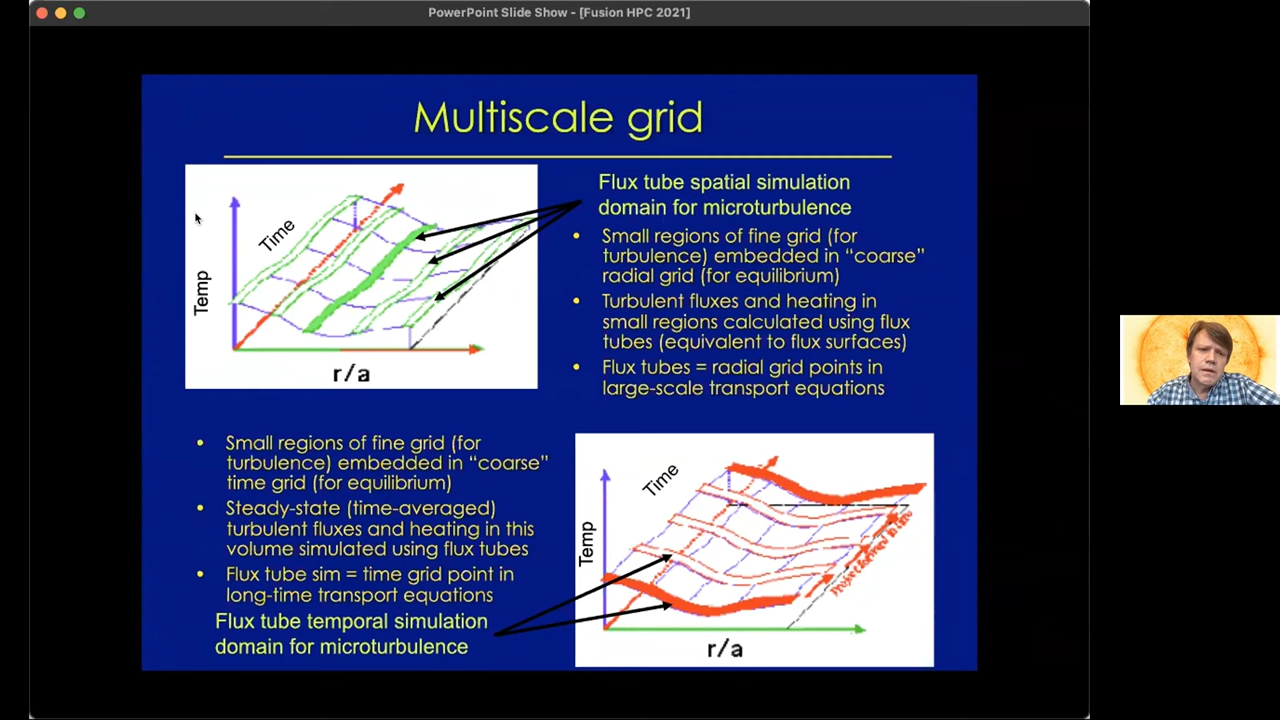 PowerPoint Slide Show - [Fusion HPC 2021]
Multiscale grid
Time
Temp
r/a
Flux tube spatial simulation
domain for microturbulence
• Small regions of fine grid (for
turbulence) embedded in “coarse”
radial grid (for equilibrium)
• Turbulent fluxes and heating in
small regions calculated using flux
tubes (equivalent to flux surfaces)
• Flux tubes = radial grid points in
large-scale transport equations
• Small regions of fine grid (for
turbulence) embedded in “coarse”
time grid (for equilibrium)
• Steady-state (time-averaged)
turbulent fluxes and heating in this
volume simulated using flux tubes
• Flux tube sim = time grid point in
long-time transport equations
Flux tube temporal simulation
domain for microturbulence
Time
Temp
r/a